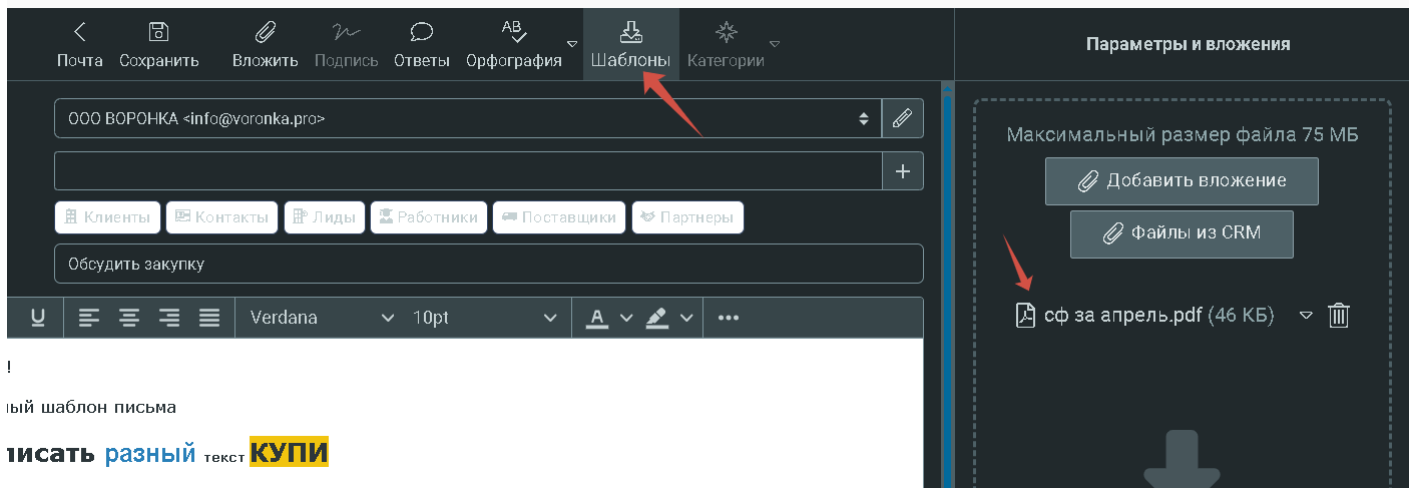 Почта Сохранить Вложить Подпись Ответы Орфография Шаблоны Категории
Параметры и вложения
ООО ВОРОНКА <info@voronka.pro>
Максимальный размер файла 75 МБ
Добавить вложение
Клиенты Контакты Лиды Работники Поставщики Партнеры
Файлы из CRM
Обсудить закупку
U Verdana 10pt A
сф за апрель.pdf (46 КБ)
!
ный шаблон письма
писать разный текст КУПИ